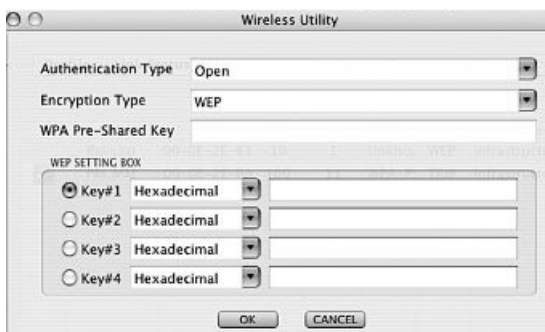 Wireless Utility
Authentication Type Open
Encryption Type WEP
WPA Pre-Shared Key
WEP SETTING BOX
Key#1 Hexadecimal
Key#2 Hexadecimal
Key#3 Hexadecimal
Key#4 Hexadecimal
OK CANCEL